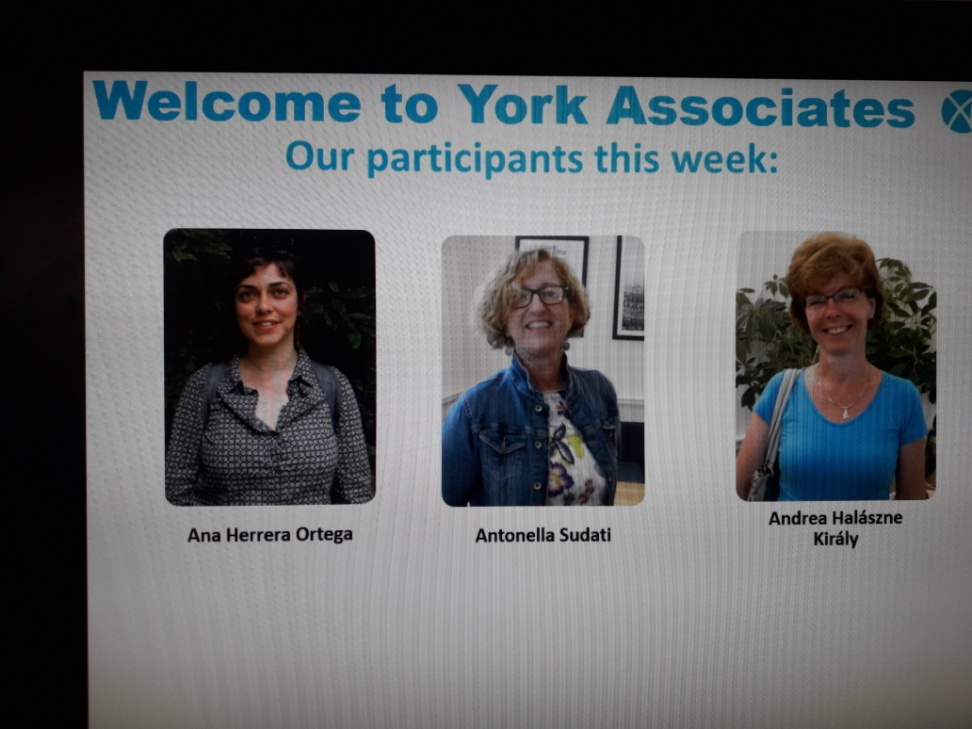 Welcome to York Associates
Our participants this week:
Ana Herrera Ortega
Antonella Sudati
Andrea Halászne
Király